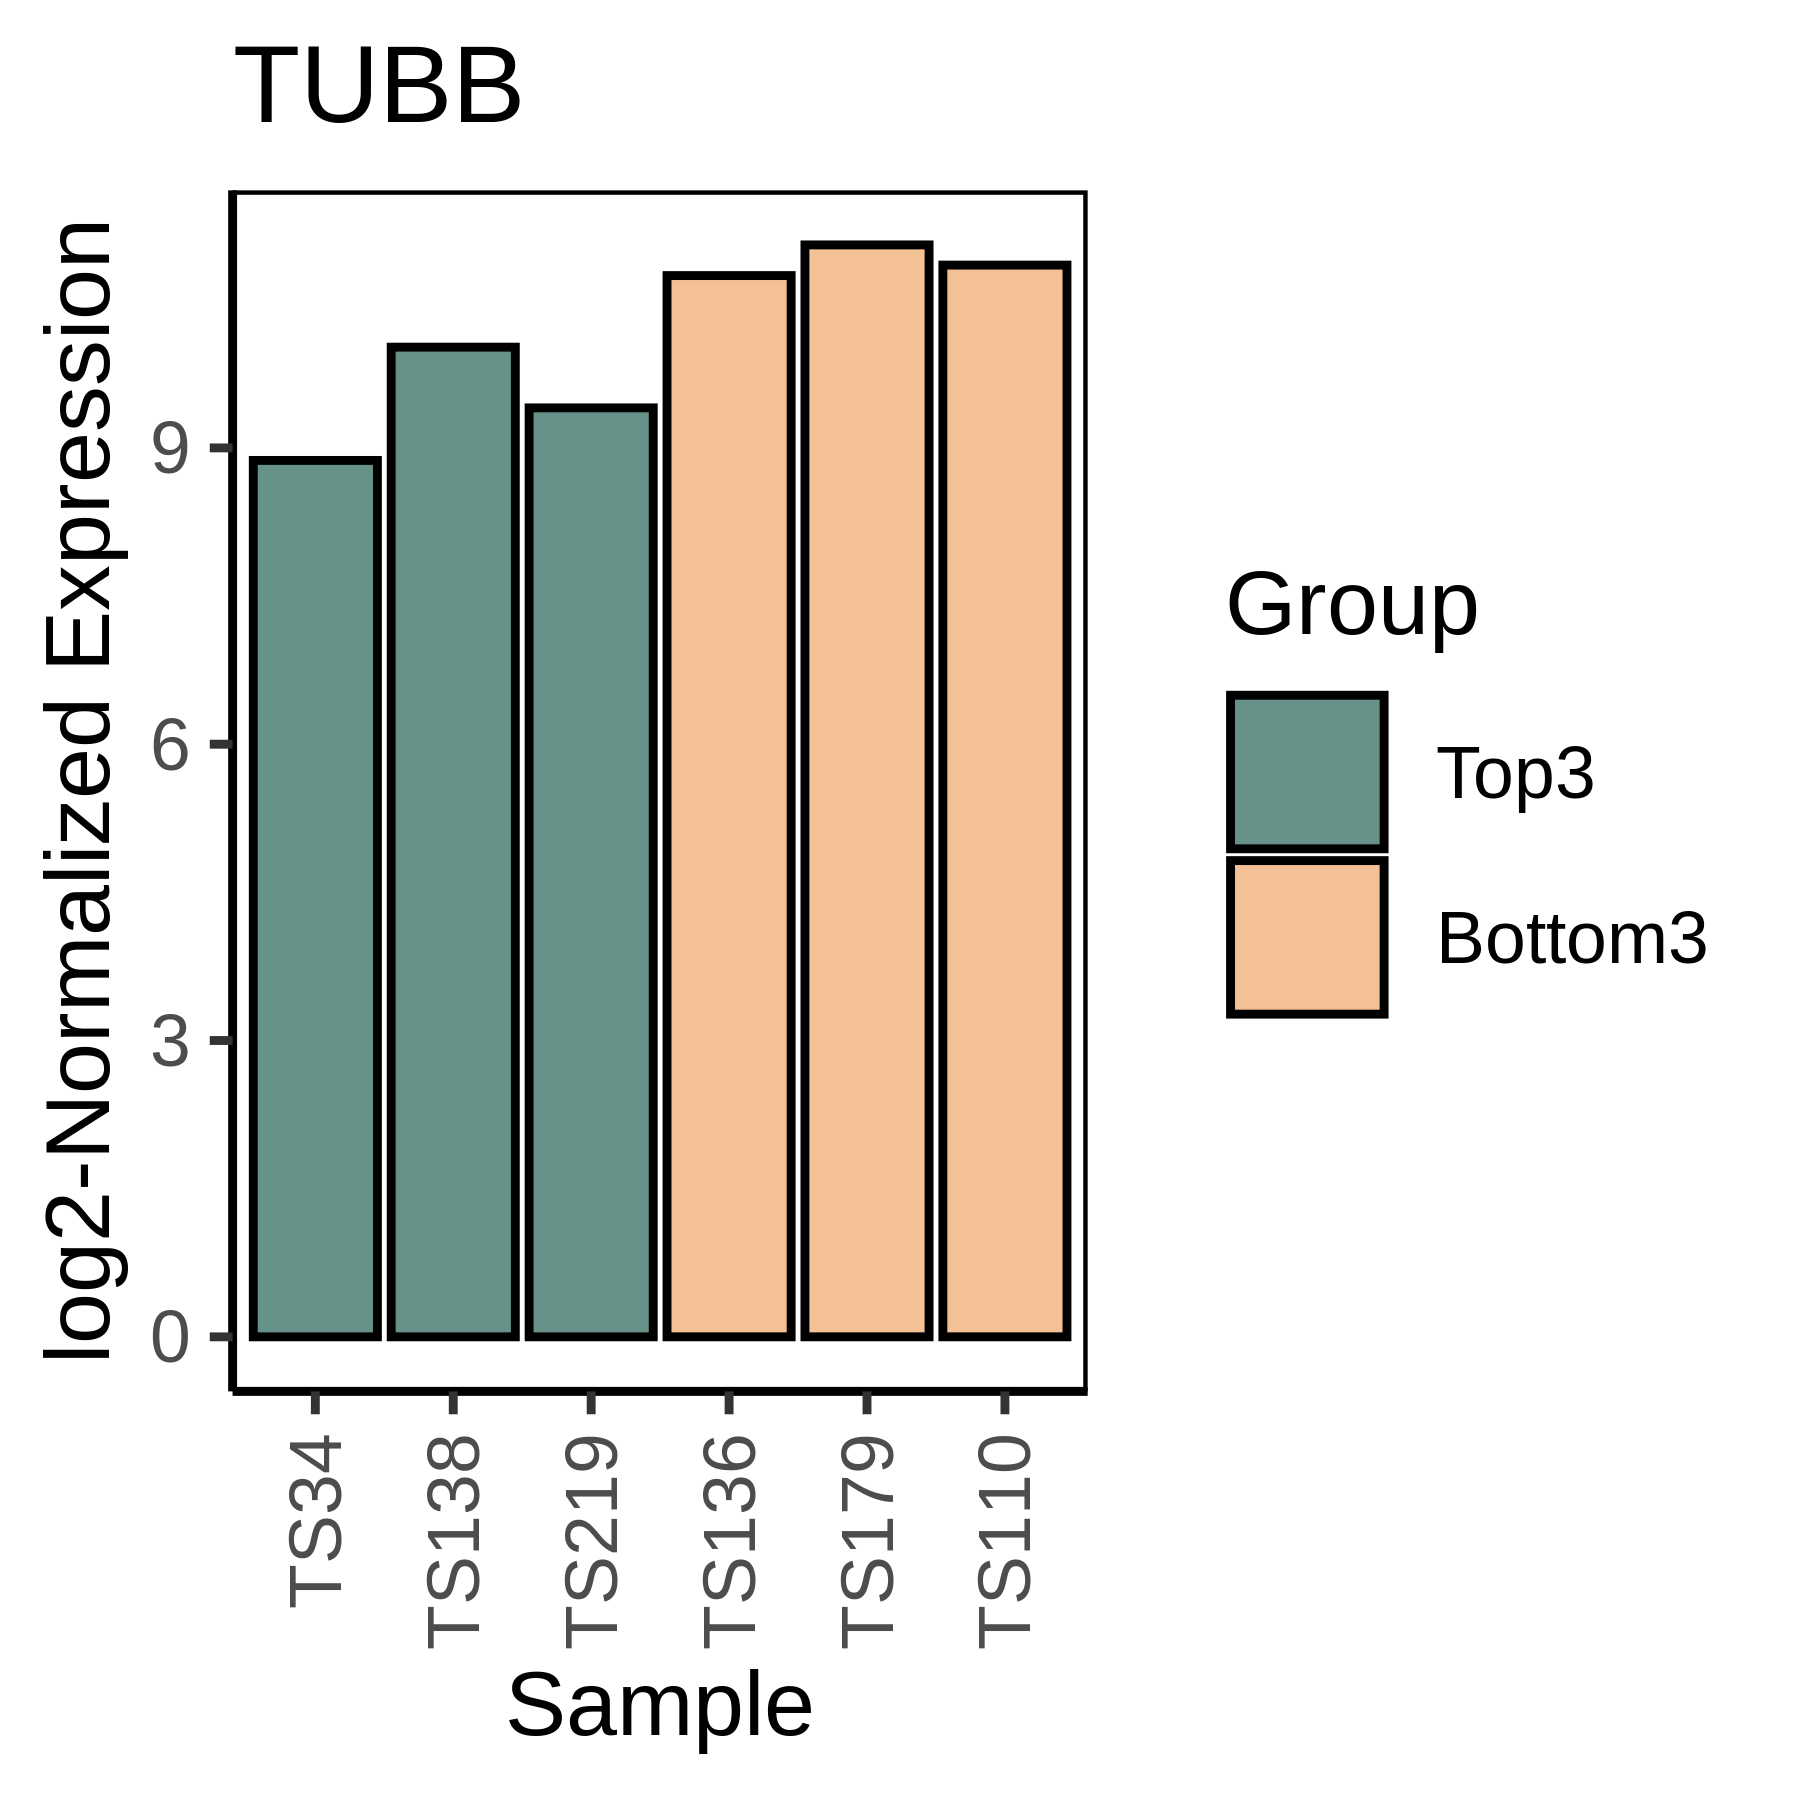 TUBB
log2-Normalized Expression
9
6
3
0
TS34
TS138
TS219
TS136
TS179
TS110
Sample
Group
Top3
Bottom3